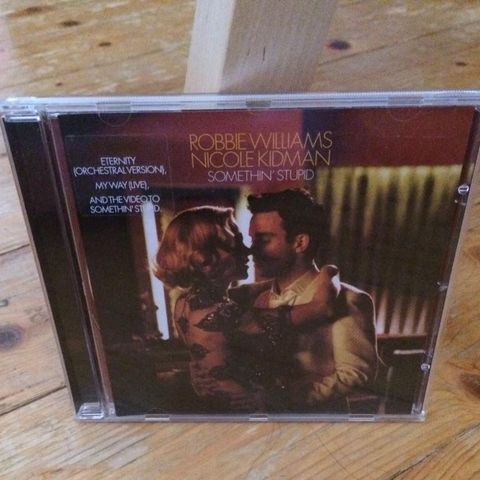 ROBBIE WILLIAMS
NICOLE KIDMAN
SOMETHIN' STUPID
ETERNITY
(ORCHESTRAL VERSION),
MY WAY (LIVE),
AND THE VIDEO TO
SOMETHIN' STUPID.